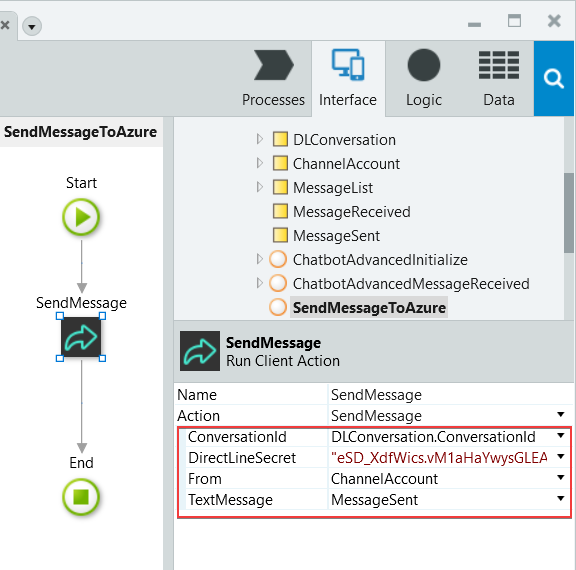 Processes
Interface
Logic
Data
SendMessageToAzure
Start
SendMessage
End
DLConversation
ChannelAccount
MessageList
MessageReceived
MessageSent
ChatbotAdvancedInitialize
ChatbotAdvancedMessageReceived
SendMessageToAzure
SendMessage
Run Client Action
Name SendMessage
Action SendMessage
ConversationId DLConversation.ConversationId
DirectLineSecret "eSD_XdfWics.vM1aHaYwysGLEA
From ChannelAccount
TextMessage MessageSent